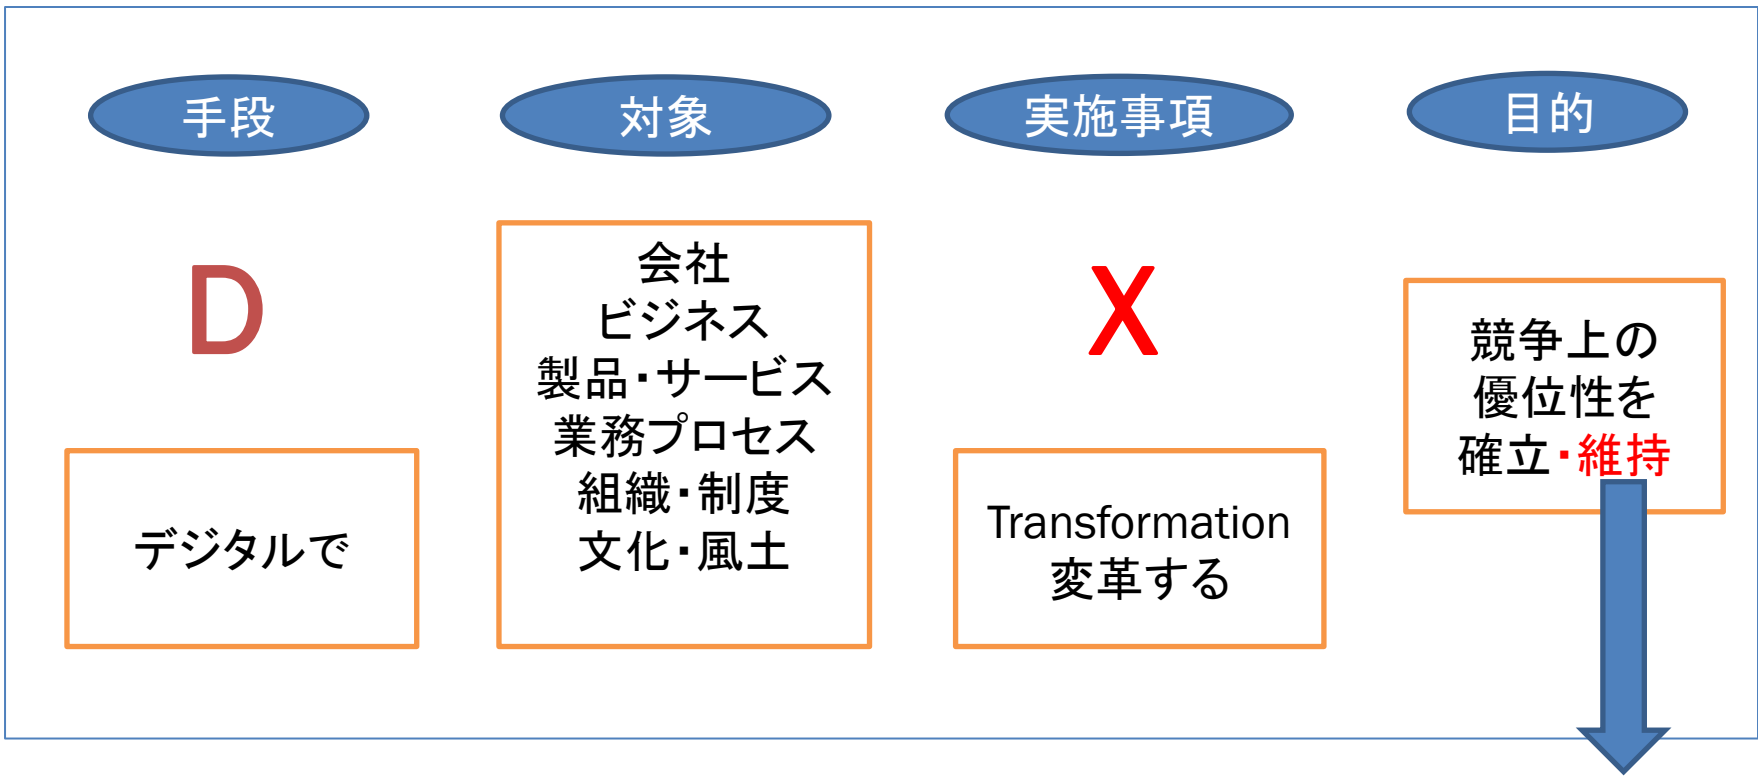 手段
対象
実施事項
目的
D
デジタルで
会社
ビジネス
製品・サービス
業務プロセス
組織・制度
文化・風土
X
Transformation
変革する
競争上の
優位性を
確立・維持